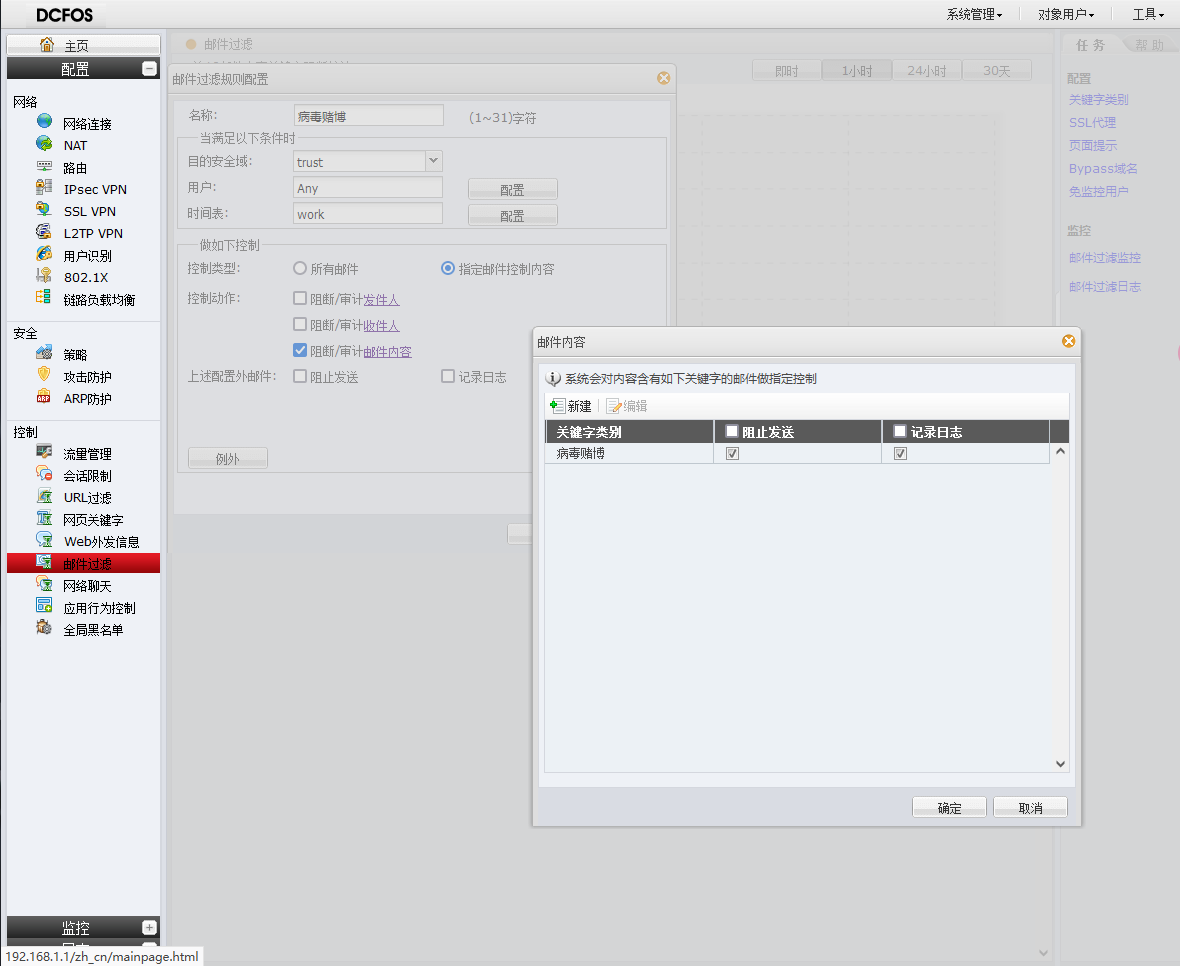 DCFOS
系统管理 对象用户 工具
主页
配置
网络
网络连接
NAT
路由
IPsec VPN
SSL VPN
L2TP VPN
用户识别
802.1X
链路负载均衡
安全
策略
攻击防护
ARP防护
控制
流量管理
会话限制
URL过滤
网页关键字
Web外发信息
邮件过滤
网络聊天
应用行为控制
全局黑名单
监控
192.168.1.1/zh_cn/mainpage.html
邮件过滤
即时 1小时 24小时 30天
邮件过滤规则配置
名称: 病毒赌博 (1~31)字符
当满足以下条件时
目的安全域: trust
用户: Any 配置
时间表: work 配置
做如下控制
控制类型: 所有邮件 指定邮件控制内容
控制动作: 阻断/审计发件人
阻断/审计收件人
阻断/审计邮件内容
上述配置外邮件: 阻止发送 记录日志
例外
邮件内容
系统会对内容含有如下关键字的邮件做指定控制
新建 编辑
关键字类别 阻止发送 记录日志
病毒赌博
确定 取消
任务 帮助
配置
关键字类别
SSL代理
页面提示
Bypass域名
免监控用户
监控
邮件过滤监控
邮件过滤日志